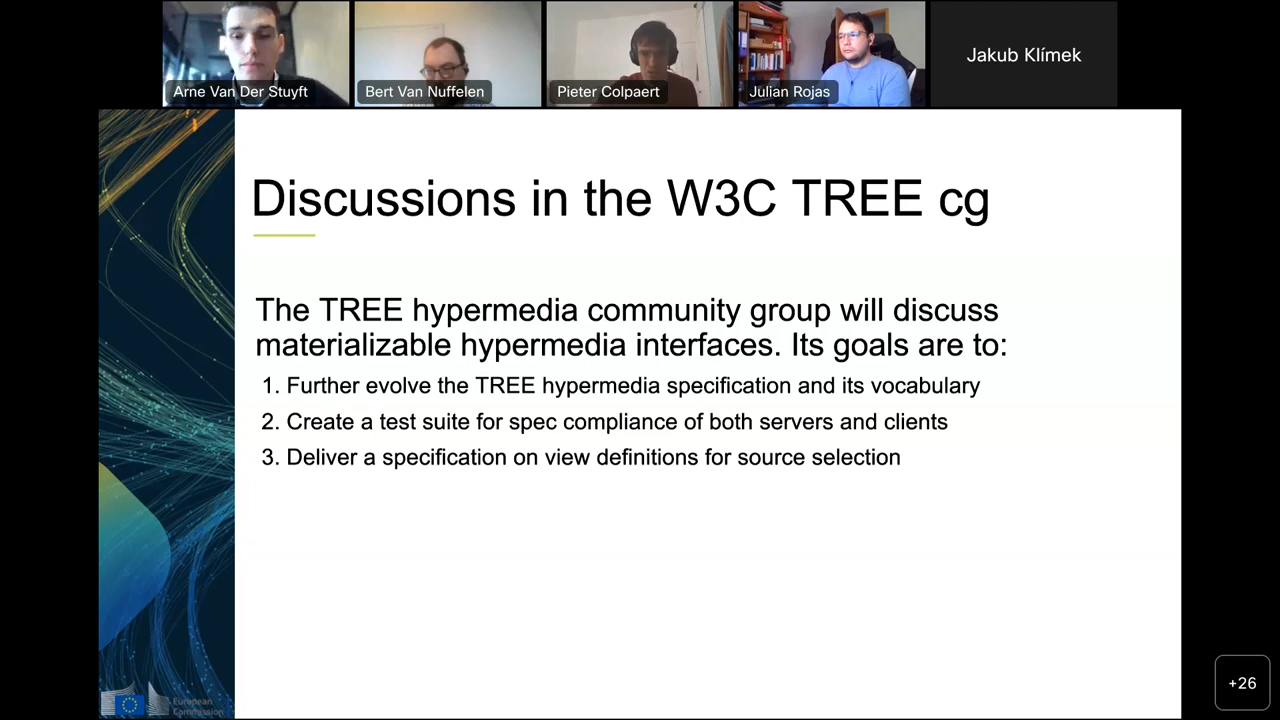 Arne Van Der Stuyft
Bert Van Nuffelen
Pieter Colpaert
Julian Rojas
Jakub Klímek
Discussions in the W3C TREE cg
The TREE hypermedia community group will discuss
materializable hypermedia interfaces. Its goals are to:
1. Further evolve the TREE hypermedia specification and its vocabulary
2. Create a test suite for spec compliance of both servers and clients
3. Deliver a specification on view definitions for source selection
European
Commission
+26